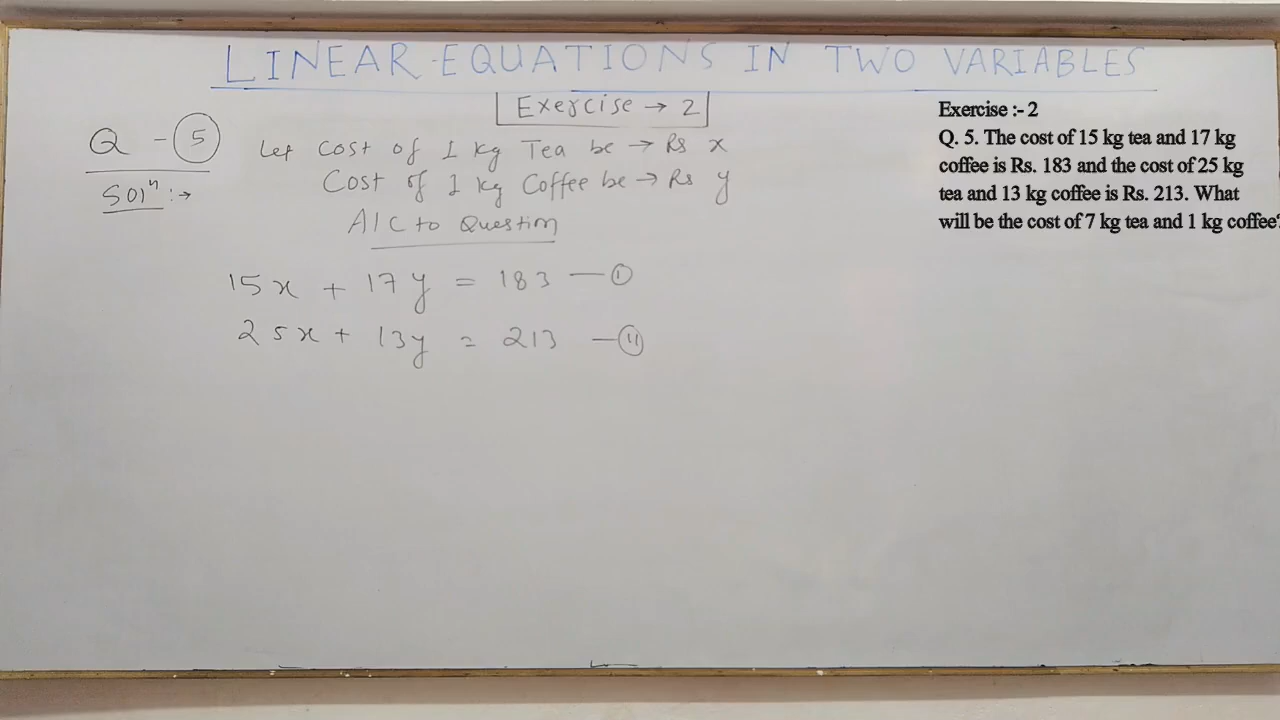 LINEAR EQUATIONS IN TWO VARIABLES
Exercise → 2
Q - 5
Solⁿ :→
Let Cost of 1 kg Tea be → Rs x
Cost of 1 kg Coffee be → Rs y
A/C to Question
15x + 17y = 183 — (I)
25x + 13y = 213 — (II)
Exercise :- 2
Q. 5. The cost of 15 kg tea and 17 kg
coffee is Rs. 183 and the cost of 25 kg
tea and 13 kg coffee is Rs. 213. What
will be the cost of 7 kg tea and 1 kg coffee?